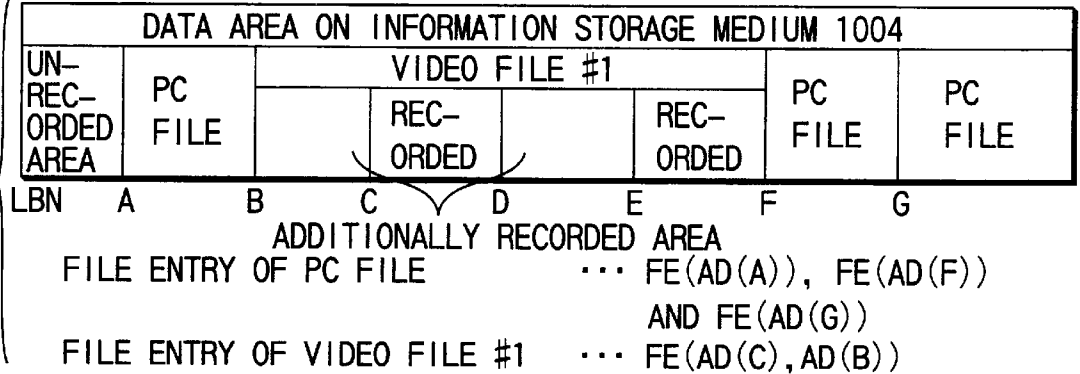 DATA AREA ON INFORMATION STORAGE MEDIUM 1004
UN-
REC-
ORDED
AREA
PC
FILE
VIDEO FILE #1
REC-
ORDED
REC-
ORDED
PC
FILE
PC
FILE
LBN A B C D E F G
ADDITIONALLY RECORDED AREA
FILE ENTRY OF PC FILE ··· FE(AD(A)), FE(AD(F))
AND FE(AD(G))
FILE ENTRY OF VIDEO FILE #1 ··· FE(AD(C),AD(B))